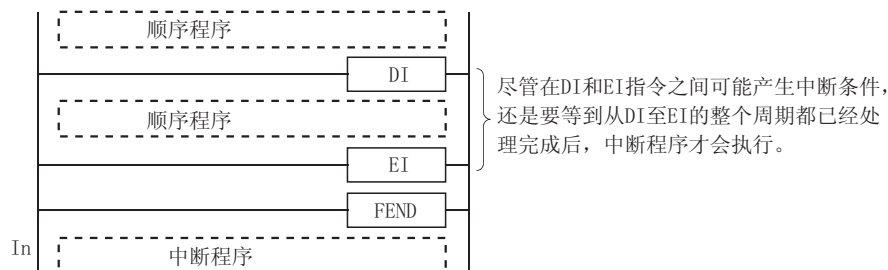 顺序程序
DI
尽管在DI和EI指令之间可能产生中断条件，
还是要等到从DI至EI的整个周期都已经处
理完成后，中断程序才会执行。
顺序程序
EI
FEND
In
中断程序